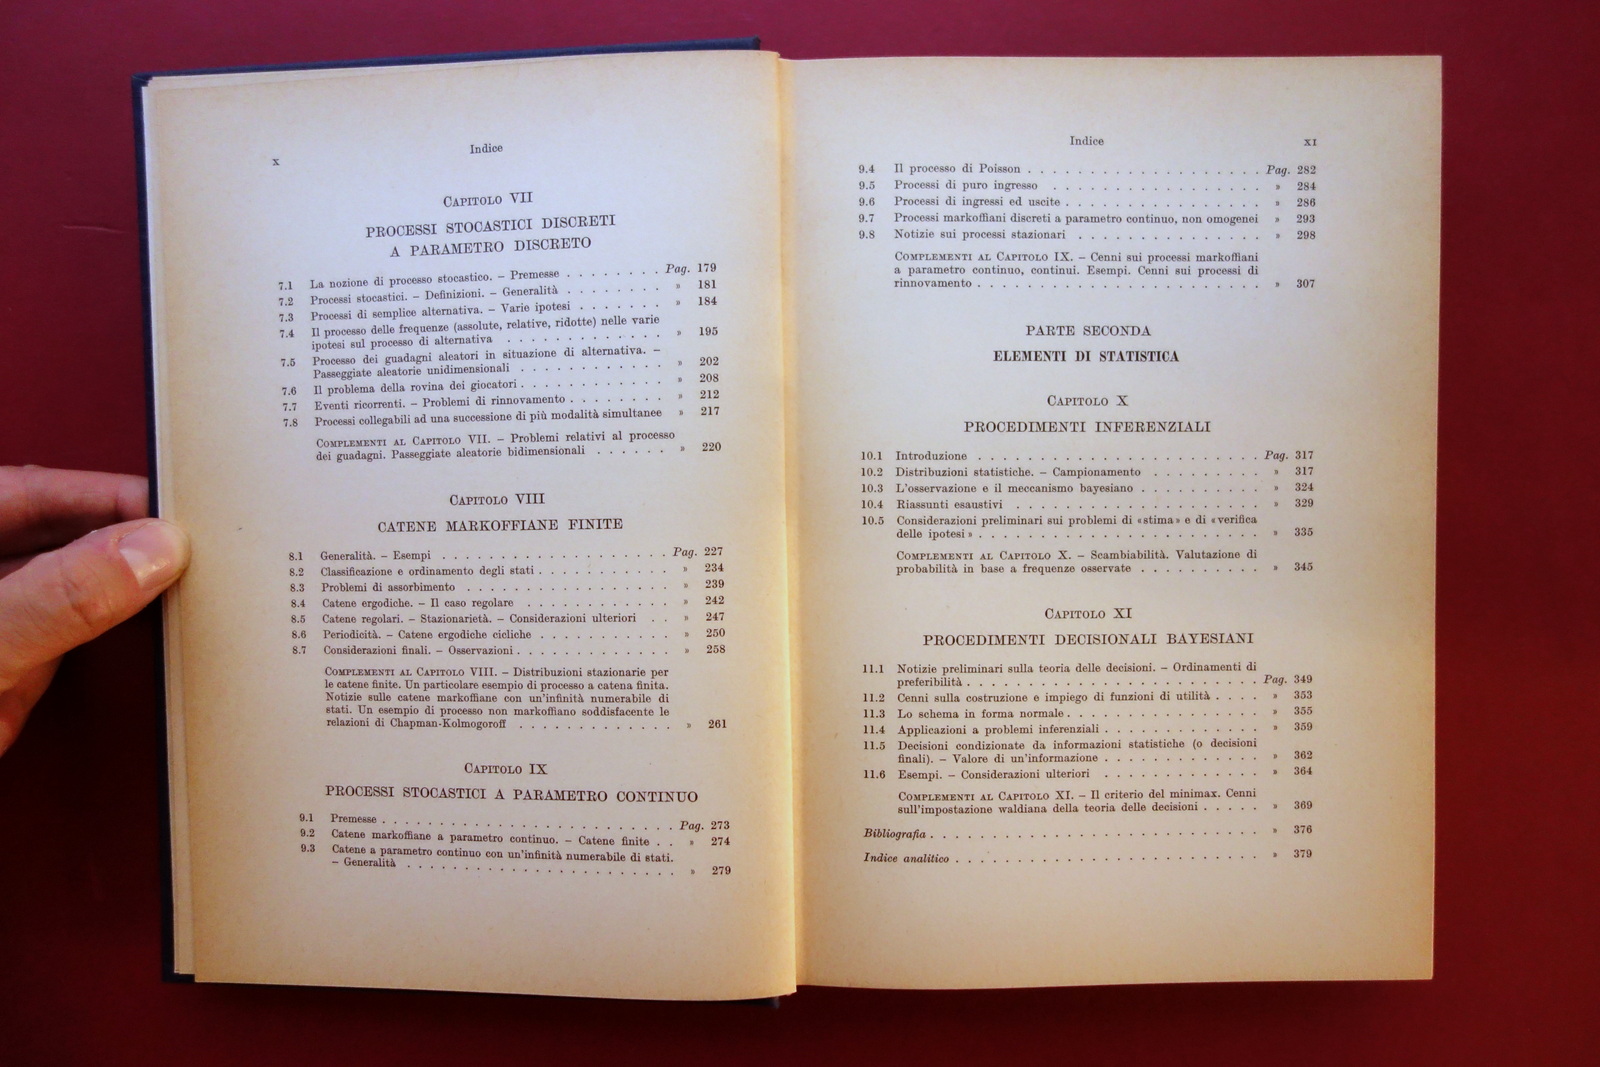 x
Indice
CAPITOLO VII
PROCESSI STOCASTICI DISCRETI
A PARAMETRO DISCRETO
7.1 La nozione di processo stocastico. – Premesse . . . . . . . . Pag. 179
7.2 Processi stocastici. – Definizioni. – Generalità . . . . . . . . » 181
7.3 Processi di semplice alternativa. – Varie ipotesi . . . . . . . » 184
7.4 Il processo delle frequenze (assolute, relative, ridotte) nelle varie
ipotesi sul processo di alternativa . . . . . . . . . . . . . » 195
7.5 Processo dei guadagni aleatori in situazione di alternativa. –
Passeggiate aleatorie unidimensionali . . . . . . . . . . . . » 202
7.6 Il problema della rovina dei giocatori . . . . . . . . . . . . » 208
7.7 Eventi ricorrenti. – Problemi di rinnovamento . . . . . . . . » 212
7.8 Processi collegabili ad una successione di più modalità simultanee » 217
COMPLEMENTI AL CAPITOLO VII. – Problemi relativi al processo
dei guadagni. Passeggiate aleatorie bidimensionali . . . . . . » 220
CAPITOLO VIII
CATENE MARKOFFIANE FINITE
8.1 Generalità. – Esempi . . . . . . . . . . . . . . . . . . . Pag. 227
8.2 Classificazione e ordinamento degli stati . . . . . . . . . . . » 234
8.3 Problemi di assorbimento . . . . . . . . . . . . . . . . . » 239
8.4 Catene ergodiche. – Il caso regolare . . . . . . . . . . . . » 242
8.5 Catene regolari. – Stazionarietà. – Considerazioni ulteriori . . » 247
8.6 Periodicità. – Catene ergodiche cicliche . . . . . . . . . . . » 250
8.7 Considerazioni finali. – Osservazioni . . . . . . . . . . . . . » 258
COMPLEMENTI AL CAPITOLO VIII. – Distribuzioni stazionarie per
le catene finite. Un particolare esempio di processo a catena finita.
Notizie sulle catene markoffiane con un'infinità numerabile di
stati. Un esempio di processo non markoffiano soddisfacente le
relazioni di Chapman-Kolmogoroff . . . . . . . . . . . . . » 261
CAPITOLO IX
PROCESSI STOCASTICI A PARAMETRO CONTINUO
9.1 Premesse . . . . . . . . . . . . . . . . . . . . . . . . Pag. 273
9.2 Catene markoffiane a parametro continuo. – Catene finite . . » 274
9.3 Catene a parametro continuo con un'infinità numerabile di stati.
– Generalità . . . . . . . . . . . . . . . . . . . . . . . » 279
Indice
XI
9.4 Il processo di Poisson . . . . . . . . . . . . . . . . . . . Pag. 282
9.5 Processi di puro ingresso . . . . . . . . . . . . . . . . . » 284
9.6 Processi di ingressi ed uscite . . . . . . . . . . . . . . . . » 286
9.7 Processi markoffiani discreti a parametro continuo, non omogenei » 293
9.8 Notizie sui processi stazionari . . . . . . . . . . . . . . . » 298
COMPLEMENTI AL CAPITOLO IX. – Cenni sui processi markoffiani
a parametro continuo, continui. Esempi. Cenni sui processi di
rinnovamento . . . . . . . . . . . . . . . . . . . . . . . » 307
PARTE SECONDA
ELEMENTI DI STATISTICA
CAPITOLO X
PROCEDIMENTI INFERENZIALI
10.1 Introduzione . . . . . . . . . . . . . . . . . . . . . . . Pag. 317
10.2 Distribuzioni statistiche. – Campionamento . . . . . . . . . » 317
10.3 L'osservazione e il meccanismo bayesiano . . . . . . . . . . » 324
10.4 Riassunti esaustivi . . . . . . . . . . . . . . . . . . . . » 329
10.5 Considerazioni preliminari sui problemi di «stima» e di «verifica
delle ipotesi» . . . . . . . . . . . . . . . . . . . . . . . » 335
COMPLEMENTI AL CAPITOLO X. – Scambiabilità. Valutazione di
probabilità in base a frequenze osservate . . . . . . . . . . » 345
CAPITOLO XI
PROCEDIMENTI DECISIONALI BAYESIANI
11.1 Notizie preliminari sulla teoria delle decisioni. – Ordinamenti di
preferibilità . . . . . . . . . . . . . . . . . . . . . . . . Pag. 349
11.2 Cenni sulla costruzione e impiego di funzioni di utilità . . . . » 353
11.3 Lo schema in forma normale . . . . . . . . . . . . . . . . » 355
11.4 Applicazioni a problemi inferenziali . . . . . . . . . . . . . » 359
11.5 Decisioni condizionate da informazioni statistiche (o decisioni
finali). – Valore di un'informazione . . . . . . . . . . . . . » 362
11.6 Esempi. – Considerazioni ulteriori . . . . . . . . . . . . . » 364
COMPLEMENTI AL CAPITOLO XI. – Il criterio del minimax. Cenni
sull'impostazione waldiana della teoria delle decisioni . . . . . » 369
Bibliografia . . . . . . . . . . . . . . . . . . . . . . . . . . » 376
Indice analitico . . . . . . . . . . . . . . . . . . . . . . . . » 379